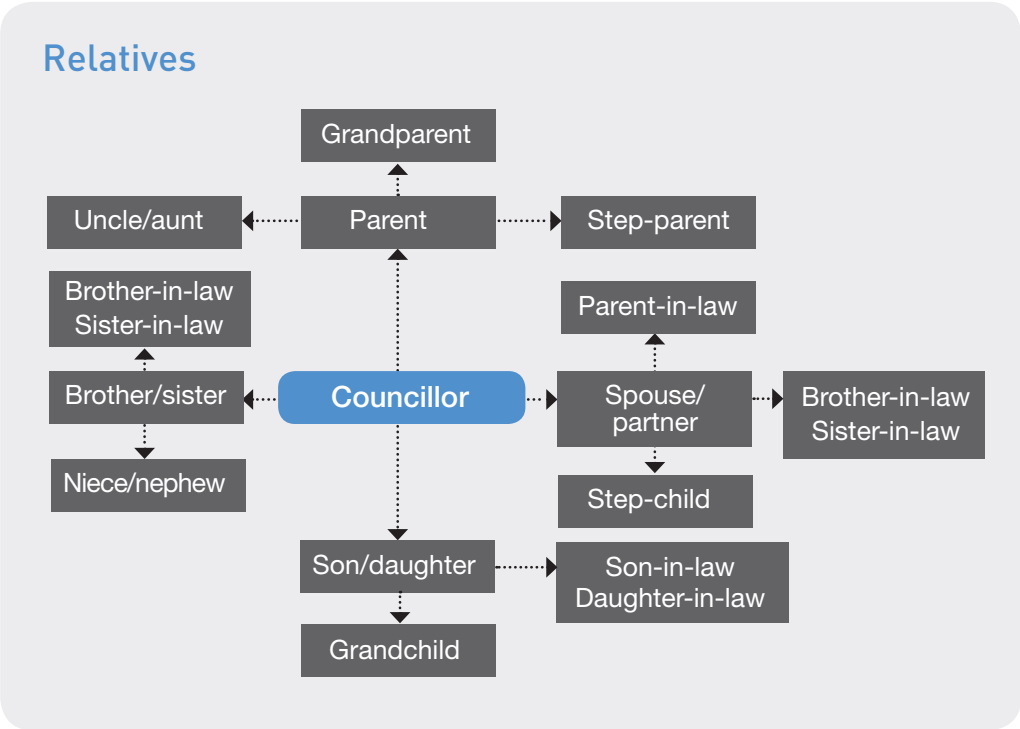 Relatives
Grandparent
Uncle/aunt
Parent
Step-parent
Brother-in-law
Sister-in-law
Parent-in-law
Brother/sister
Councillor
Spouse/
partner
Brother-in-law
Sister-in-law
Niece/nephew
Step-child
Son/daughter
Son-in-law
Daughter-in-law
Grandchild